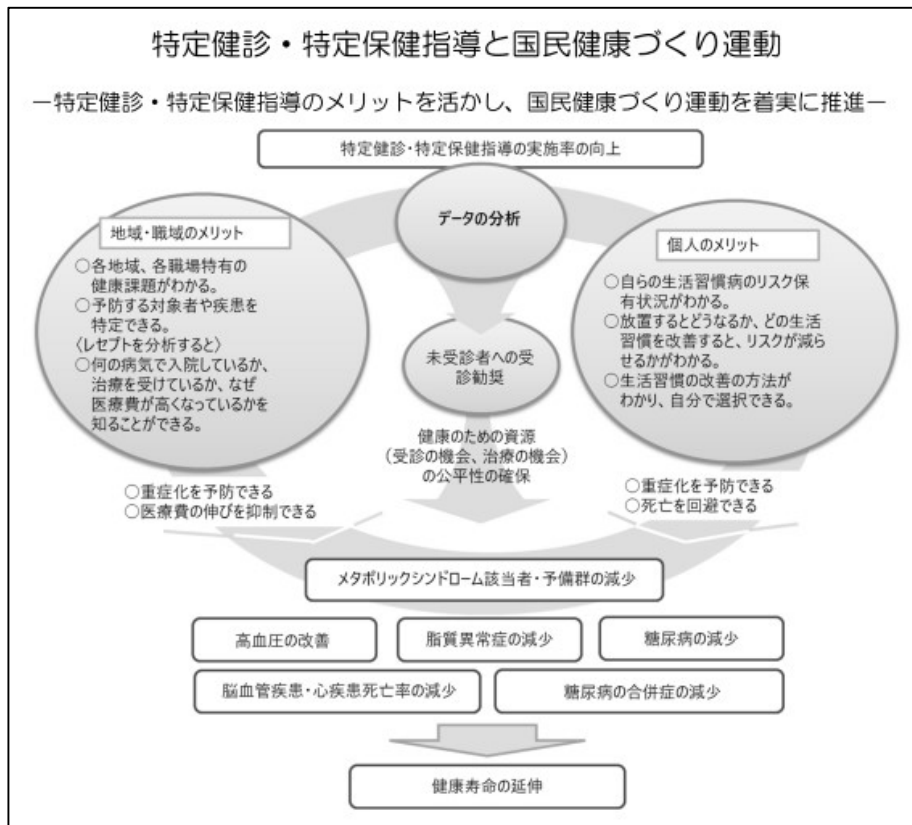 特定健診・特定保健指導と国民健康づくり運動
－特定健診・特定保健指導のメリットを活かし、国民健康づくり運動を着実に推進－
特定健診・特定保健指導の実施率の向上
データの分析
地域・職域のメリット
○各地域、各職場特有の
健康課題がわかる。
○予防する対象者や疾患を
特定できる。
〈レセプトを分析すると〉
○何の病気で入院しているか、
治療を受けているか、なぜ
医療費が高くなっているかを
知ることができる。
個人のメリット
○自らの生活習慣病のリスク保
有状況がわかる。
○放置するとどうなるか、どの生活
習慣を改善すると、リスクが減ら
せるかがわかる。
○生活習慣の改善の方法が
わかり、自分で選択できる。
未受診者への受
診勧奨
健康のための資源
（受診の機会、治療の機会）
の公平性の確保
○重症化を予防できる
○医療費の伸びを抑制できる
○重症化を予防できる
○死亡を回避できる
メタボリックシンドローム該当者・予備群の減少
高血圧の改善
脂質異常症の減少
糖尿病の減少
脳血管疾患・心疾患死亡率の減少
糖尿病の合併症の減少
健康寿命の延伸